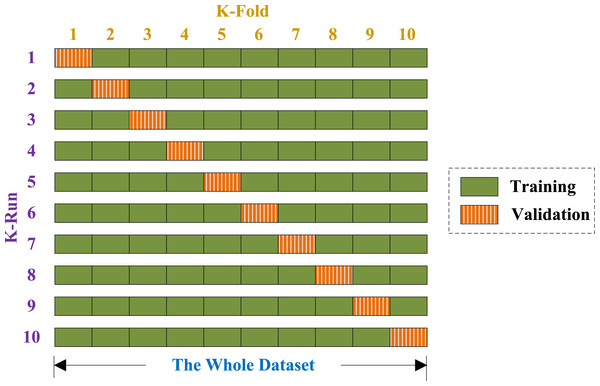 K-Fold
1 2 3 4 5 6 7 8 9 10
K-Run
1
2
3
4
5
6
7
8
9
10
Training
Validation
The Whole Dataset